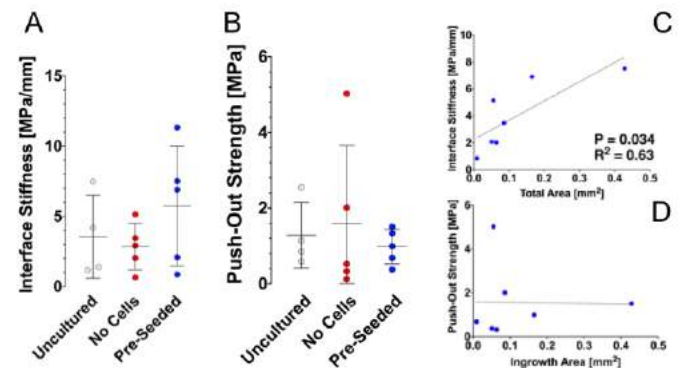 A
Interface Stiffness [MPa/mm]
15
10
5
0
Uncultured
No Cells
Pre-Seeded
B
Push-Out Strength [MPa]
6
4
2
0
Uncultured
No Cells
Pre-Seeded
C
Interface Stiffness [MPa/mm]
10
8
6
4
2
0
P = 0.034
R² = 0.63
0.0 0.1 0.2 0.3 0.4 0.5
Total Area [mm²]
D
Push-Out Strength [MPa]
6
4
2
0
0.0 0.1 0.2 0.3 0.4 0.5
Ingrowth Area [mm²]